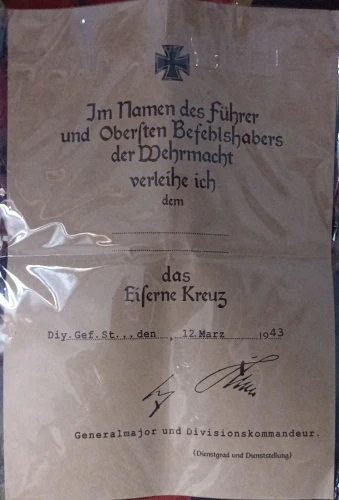 Im Namen des Führer
und Oberſten Befehlshabers
der Wehrmacht
verleihe ich
dem
das
Eiſerne Kreuz
Div.Gef.St...,den , 12.Marz 1943
Generalmajor und Divisionskommandeur.
(Dienstgrad und Dienststellung)